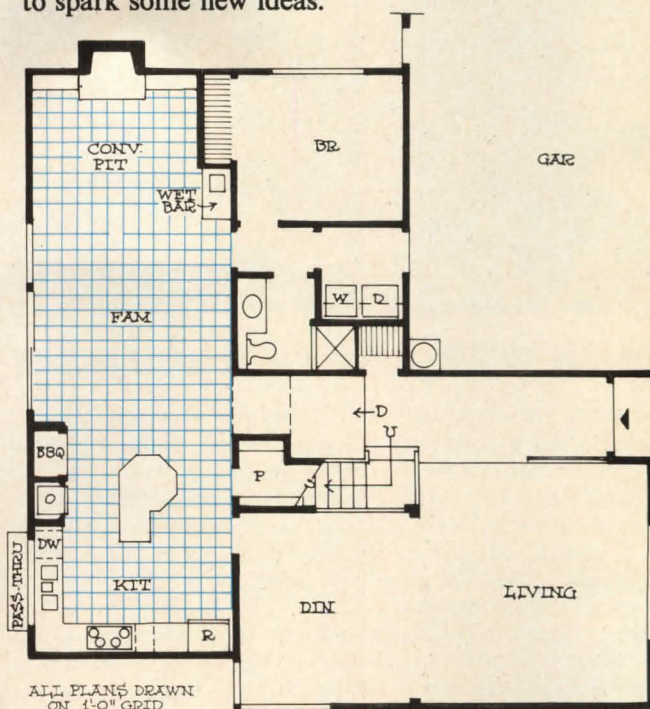 to spark some new ideas.
CONV.
PIT
BR
GAR
WET
BAR
FAM
W D
D
U
BBQ
P
S
O
DW
PASS-THRU
KIT
DIN
LIVING
R
ALL PLANS DRAWN
ON 1'-0" GRID